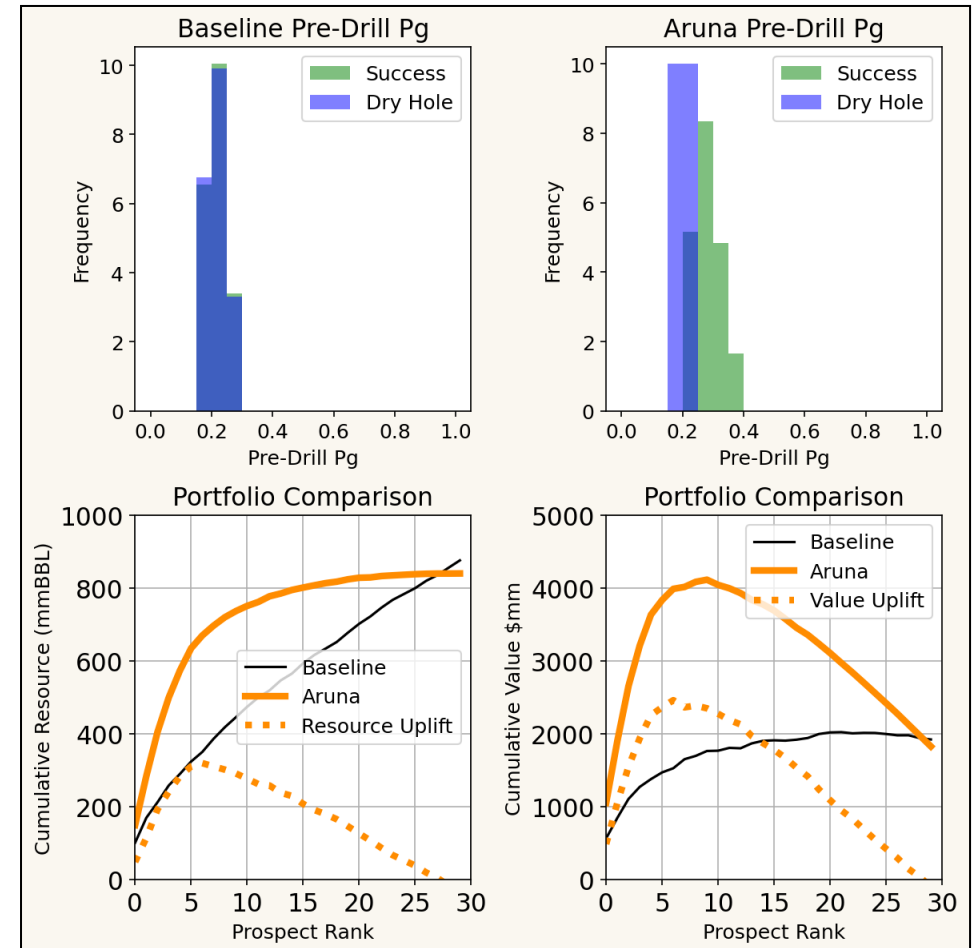 Baseline Pre-Drill Pg
Frequency
10
8
6
4
2
0
Success
Dry Hole
0.0 0.2 0.4 0.6 0.8 1.0
Pre-Drill Pg
Aruna Pre-Drill Pg
Frequency
10
8
6
4
2
0
Success
Dry Hole
0.0 0.2 0.4 0.6 0.8 1.0
Pre-Drill Pg
Portfolio Comparison
Cumulative Resource (mmBBL)
1000
800
600
400
200
0
Baseline
Aruna
Resource Uplift
0 5 10 15 20 25 30
Prospect Rank
Portfolio Comparison
Cumulative Value $mm
5000
4000
3000
2000
1000
0
Baseline
Aruna
Value Uplift
0 5 10 15 20 25 30
Prospect Rank